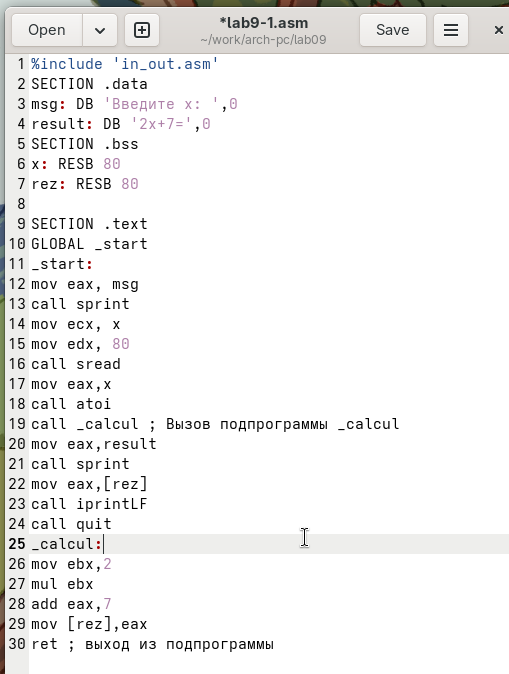 Open
*lab9-1.asm
~/work/arch-pc/lab09
Save
1 %include 'in_out.asm'
2 SECTION .data
3 msg: DB 'Введите x: ',0
4 result: DB '2x+7=',0
5 SECTION .bss
6 x: RESB 80
7 rez: RESB 80
8
9 SECTION .text
10 GLOBAL _start
11 _start:
12 mov eax, msg
13 call sprint
14 mov ecx, x
15 mov edx, 80
16 call sread
17 mov eax,x
18 call atoi
19 call _calcul ; Вызов подпрограммы _calcul
20 mov eax,result
21 call sprint
22 mov eax,[rez]
23 call iprintLF
24 call quit
25 _calcul:
26 mov ebx,2
27 mul ebx
28 add eax,7
29 mov [rez],eax
30 ret ; выход из подпрограммы